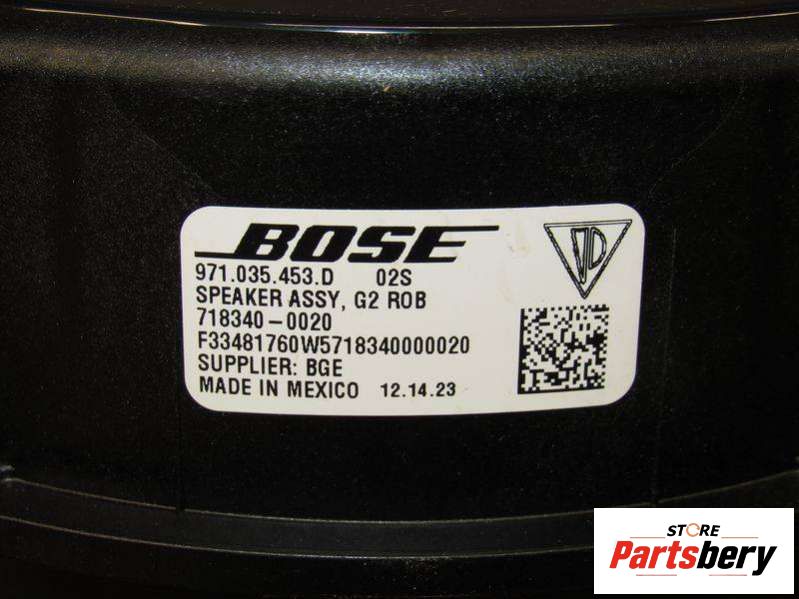 BOSE
971.035.453.D 02S
SPEAKER ASSY, G2 ROB
718340-0020
F33481760W5718340000020
SUPPLIER: BGE
MADE IN MEXICO 12.14.23
STORE
Partsbery